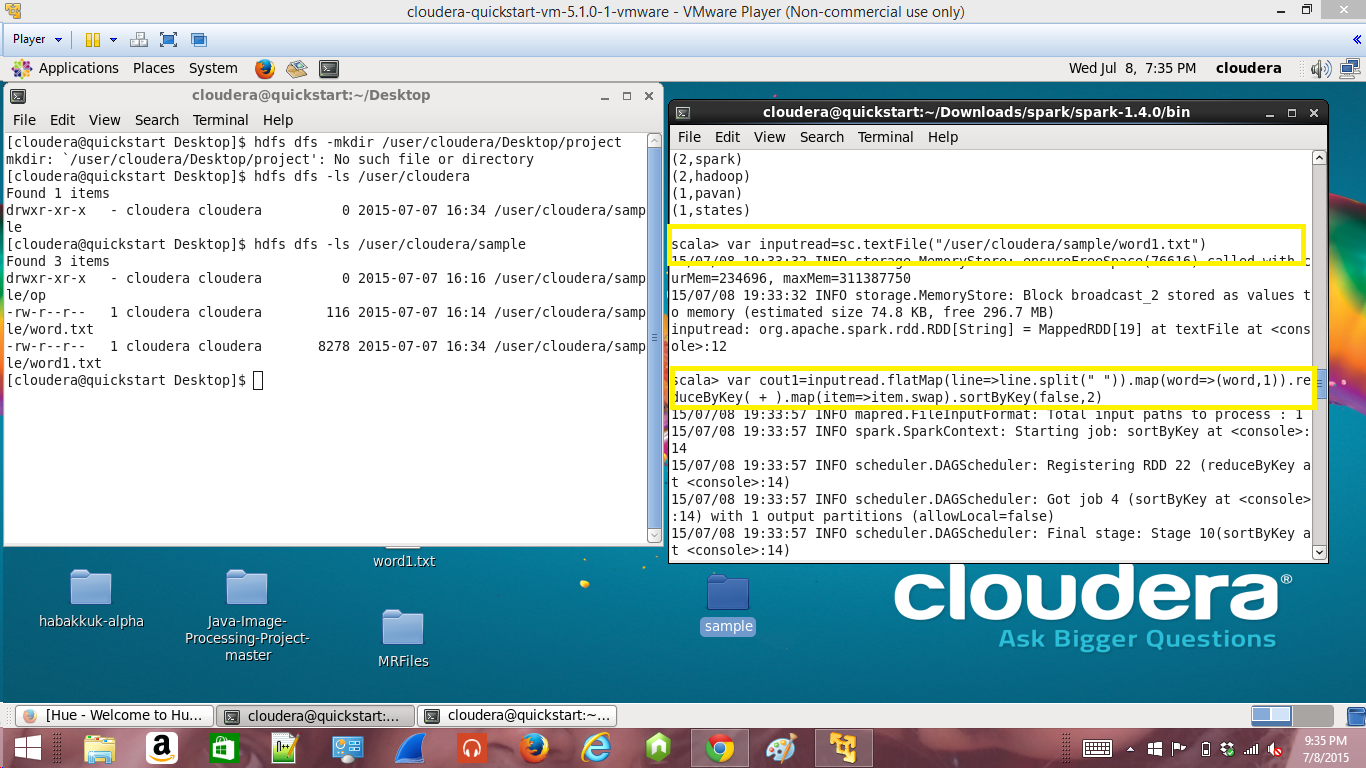 cloudera-quickstart-vm-5.1.0-1-vmware - VMware Player (Non-commercial use only)
Player
Applications Places System
Wed Jul 8, 7:35 PM cloudera
cloudera@quickstart:~/Desktop
File Edit View Search Terminal Help
[cloudera@quickstart Desktop]$ hdfs dfs -mkdir /user/cloudera/Desktop/project
mkdir: `/user/cloudera/Desktop/project': No such file or directory
[cloudera@quickstart Desktop]$ hdfs dfs -ls /user/cloudera
Found 1 items
drwxr-xr-x   - cloudera cloudera          0 2015-07-07 16:34 /user/cloudera/samp
le
[cloudera@quickstart Desktop]$ hdfs dfs -ls /user/cloudera/sample
Found 3 items
drwxr-xr-x   - cloudera cloudera          0 2015-07-07 16:16 /user/cloudera/samp
le/op
-rw-r--r--   1 cloudera cloudera        116 2015-07-07 16:14 /user/cloudera/samp
le/word.txt
-rw-r--r--   1 cloudera cloudera       8278 2015-07-07 16:34 /user/cloudera/samp
le/word1.txt
[cloudera@quickstart Desktop]$
cloudera@quickstart:~/Downloads/spark/spark-1.4.0/bin
File Edit View Search Terminal Help
(2,spark)
(2,hadoop)
(1,pavan)
(1,states)
scala> var inputread=sc.textFile("/user/cloudera/sample/word1.txt")
15/07/08 19:33:32 INFO storage.MemoryStore: ensureFreeSpace(76616) called with c
urMem=234696, maxMem=311387750
15/07/08 19:33:32 INFO storage.MemoryStore: Block broadcast_2 stored as values t
o memory (estimated size 74.8 KB, free 296.7 MB)
inputread: org.apache.spark.rdd.RDD[String] = MappedRDD[19] at textFile at <cons
ole>:12
scala> var cout1=inputread.flatMap(line=>line.split(" ")).map(word=>(word,1)).re
duceByKey( + ).map(item=>item.swap).sortByKey(false,2)
15/07/08 19:33:57 INFO mapred.FileInputFormat: Total input paths to process : 1
15/07/08 19:33:57 INFO spark.SparkContext: Starting job: sortByKey at <console>:
14
15/07/08 19:33:57 INFO scheduler.DAGScheduler: Registering RDD 22 (reduceByKey a
t <console>:14)
15/07/08 19:33:57 INFO scheduler.DAGScheduler: Got job 4 (sortByKey at <console>
:14) with 1 output partitions (allowLocal=false)
15/07/08 19:33:57 INFO scheduler.DAGScheduler: Final stage: Stage 10(sortByKey a
t <console>:14)
word1.txt
habakkuk-alpha
Java-Image-
Processing-Project-
master
MRFiles
sample
cloudera®
Ask Bigger Questions
[Hue - Welcome to Hu... cloudera@quickstart:... cloudera@quickstart:~...
9:35 PM
7/8/2015